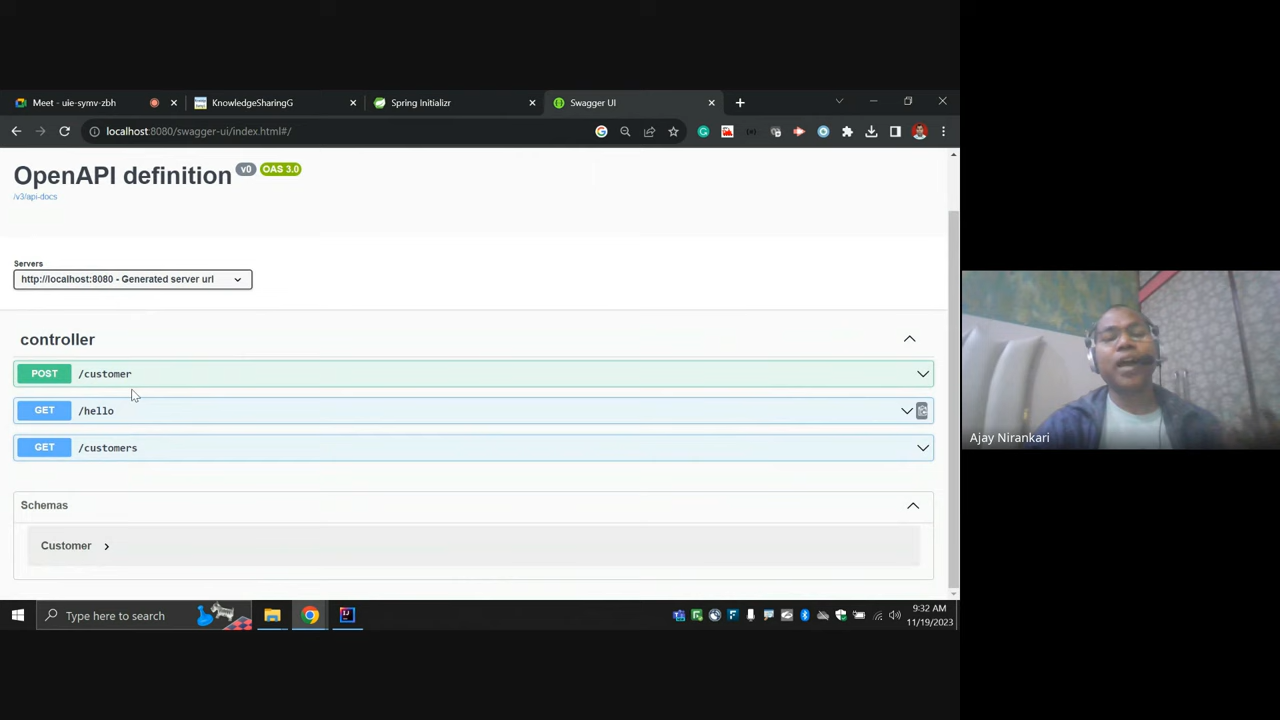 Meet - uie-symv-zbh
KnowledgeSharingG
Spring Initializr
Swagger UI
localhost:8080/swagger-ui/index.html#/
OpenAPI definition
v0
OAS 3.0
/v3/api-docs
Servers
http://localhost:8080 - Generated server url
controller
POST /customer
GET /hello
GET /customers
Schemas
Customer
Ajay Nirankari
Type here to search
9:32 AM
11/19/2023